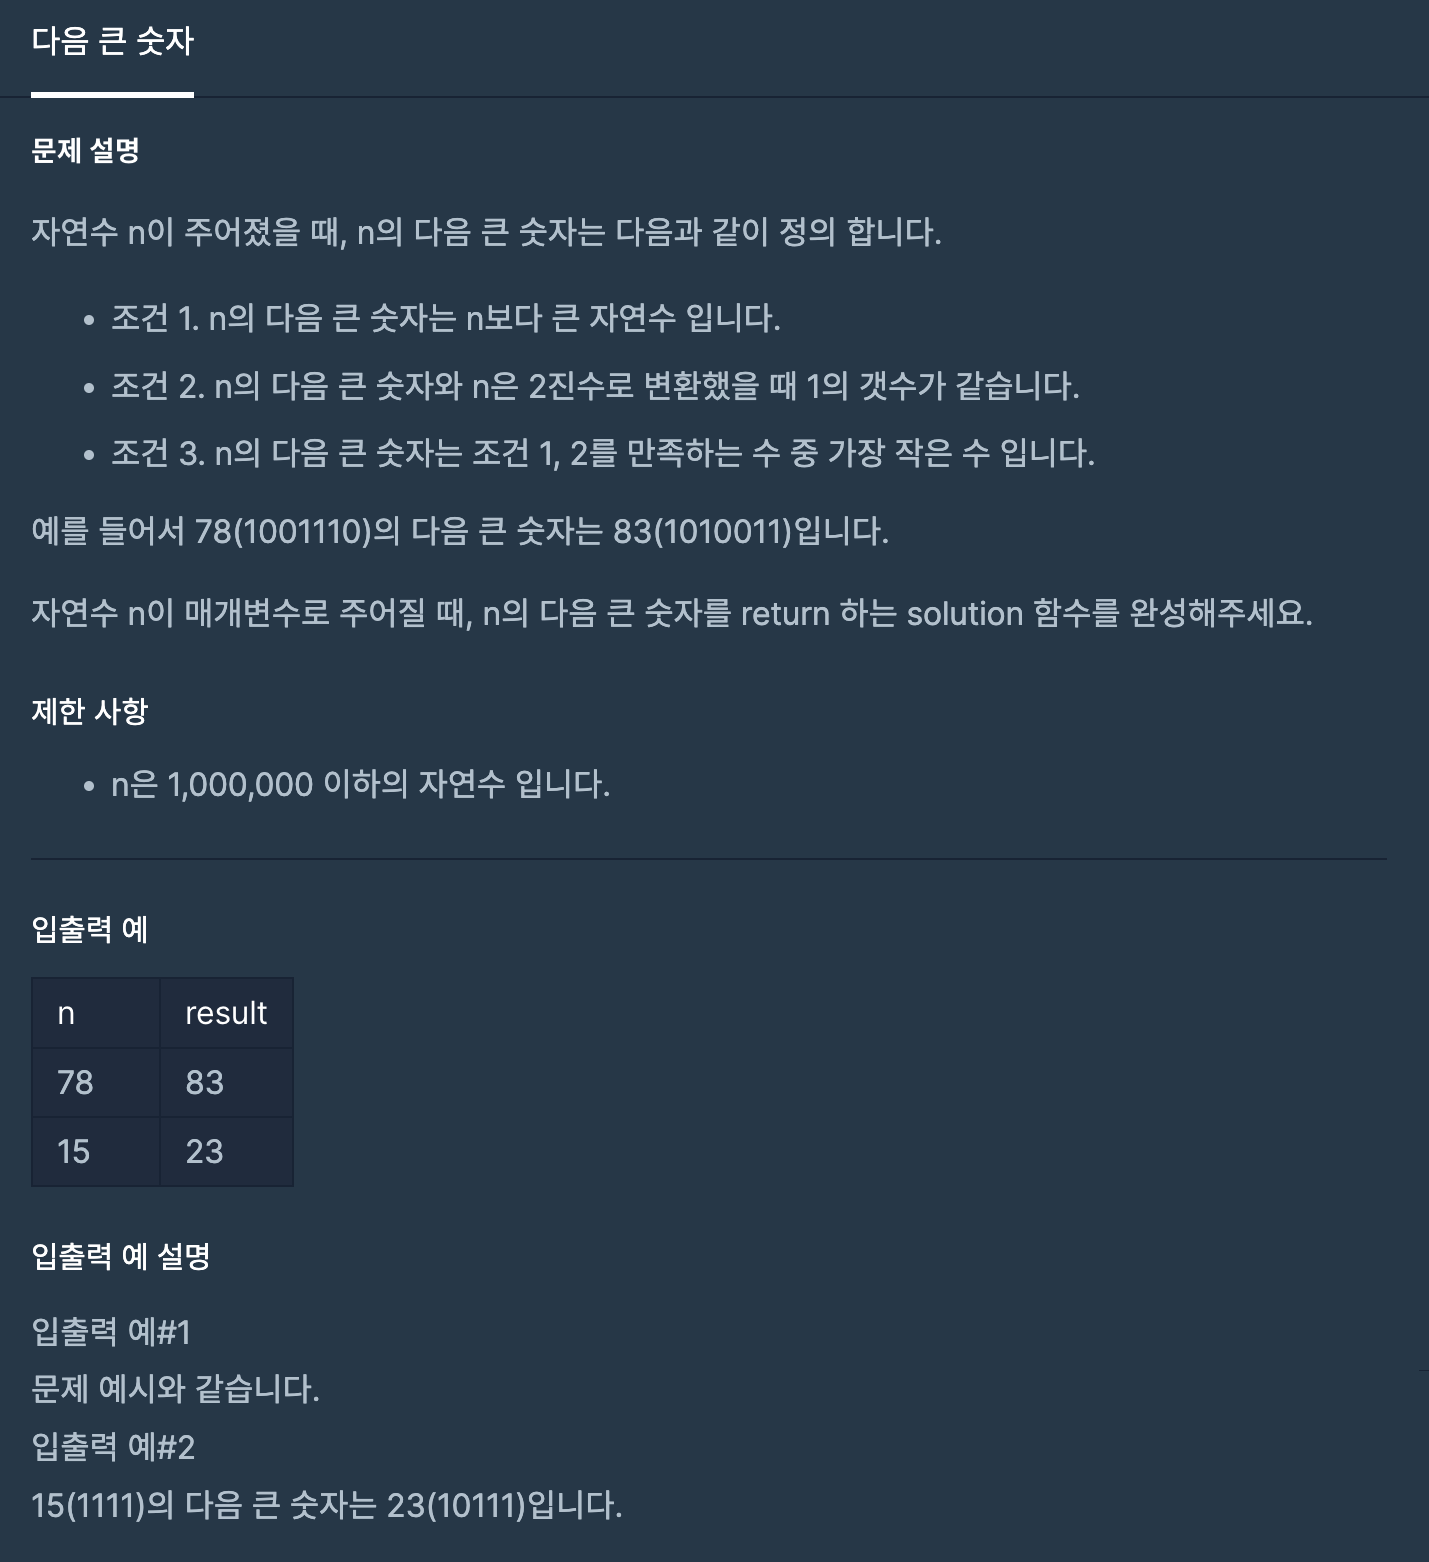 다음 큰 숫자
문제 설명
자연수 n이 주어졌을 때, n의 다음 큰 숫자는 다음과 같이 정의 합니다.
• 조건 1. n의 다음 큰 숫자는 n보다 큰 자연수 입니다.
• 조건 2. n의 다음 큰 숫자와 n은 2진수로 변환했을 때 1의 갯수가 같습니다.
• 조건 3. n의 다음 큰 숫자는 조건 1, 2를 만족하는 수 중 가장 작은 수 입니다.
예를 들어서 78(1001110)의 다음 큰 숫자는 83(1010011)입니다.
자연수 n이 매개변수로 주어질 때, n의 다음 큰 숫자를 return 하는 solution 함수를 완성해주세요.
제한 사항
• n은 1,000,000 이하의 자연수 입니다.
입출력 예
n result
78 83
15 23
입출력 예 설명
입출력 예#1
문제 예시와 같습니다.
입출력 예#2
15(1111)의 다음 큰 숫자는 23(10111)입니다.